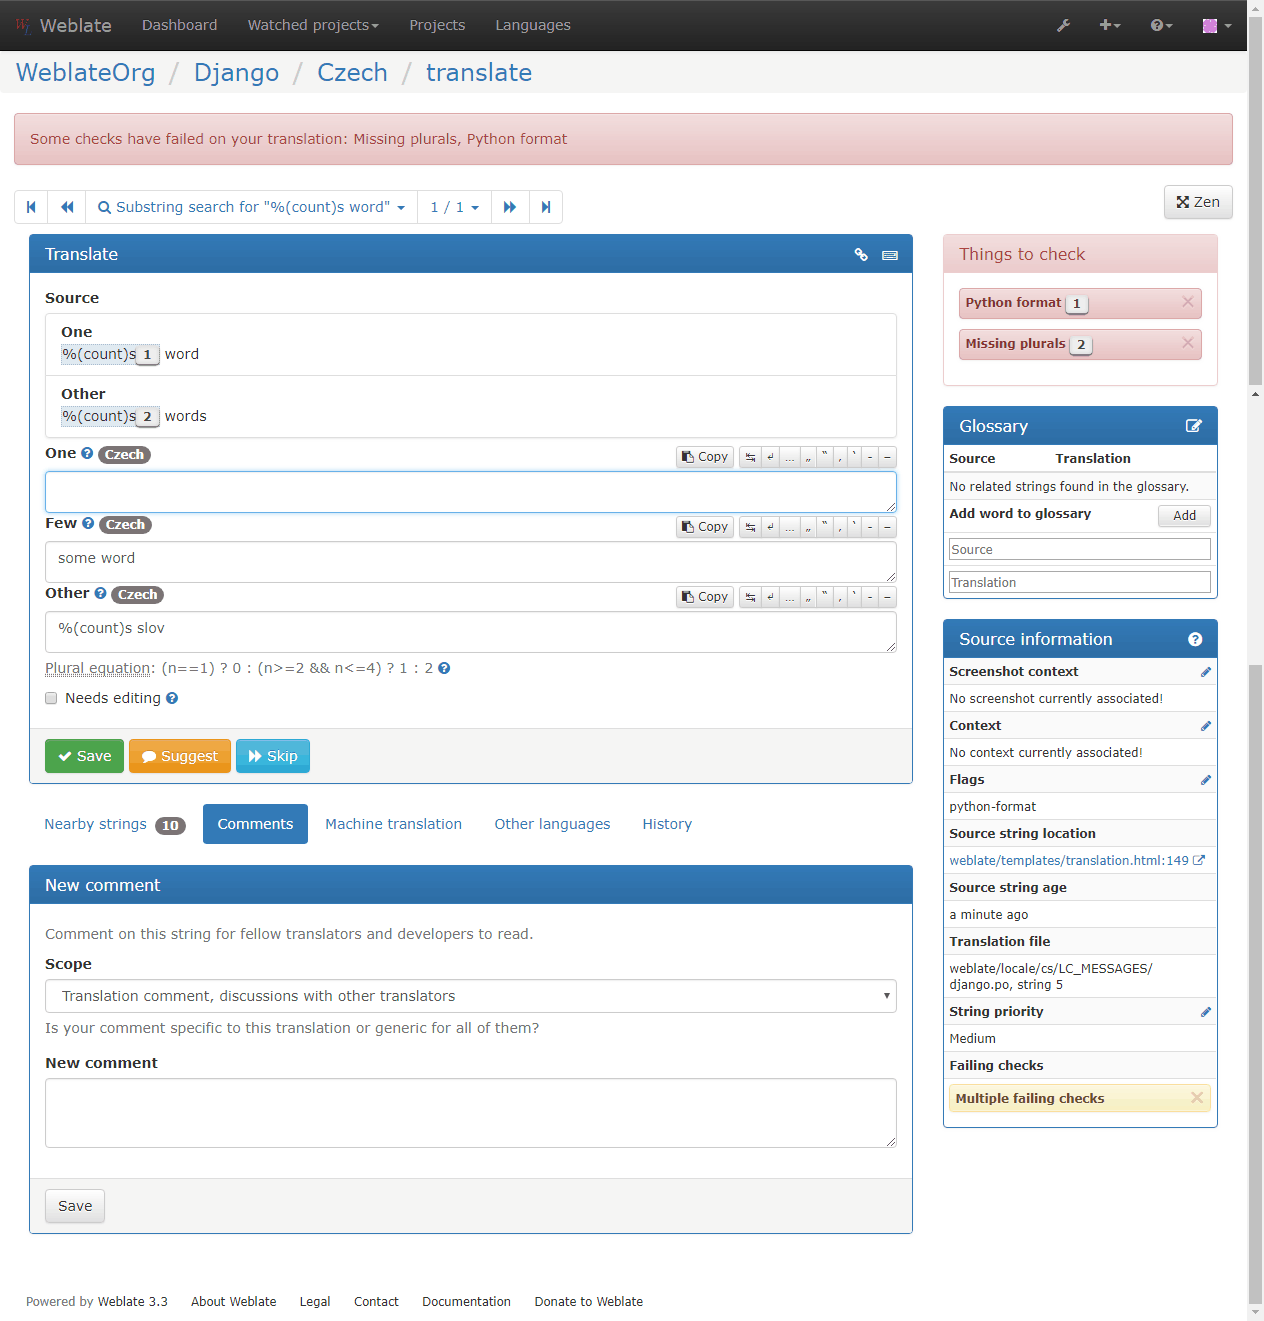 Weblate Dashboard Watched projects Projects Languages
WeblateOrg / Django / Czech / translate
Some checks have failed on your translation: Missing plurals, Python format
Substring search for "%(count)s word" 1 / 1
Zen
Translate
Source
One
%(count)s 1 word
Other
%(count)s 2 words
One Czech Copy ↹ ↲ … „ “ ‚ ‘ - –
Few Czech Copy ↹ ↲ … „ “ ‚ ‘ - –
some word
Other Czech Copy ↹ ↲ … „ “ ‚ ‘ - –
%(count)s slov
Plural equation: (n==1) ? 0 : (n>=2 && n<=4) ? 1 : 2
Needs editing
Save Suggest Skip
Nearby strings 10 Comments Machine translation Other languages History
New comment
Comment on this string for fellow translators and developers to read.
Scope
Translation comment, discussions with other translators
Is your comment specific to this translation or generic for all of them?
New comment
Save
Things to check
Python format 1
Missing plurals 2
Glossary
Source Translation
No related strings found in the glossary.
Add word to glossary Add
Source
Translation
Source information
Screenshot context
No screenshot currently associated!
Context
No context currently associated!
Flags
python-format
Source string location
weblate/templates/translation.html:149
Source string age
a minute ago
Translation file
weblate/locale/cs/LC_MESSAGES/
django.po, string 5
String priority
Medium
Failing checks
Multiple failing checks
Powered by Weblate 3.3 About Weblate Legal Contact Documentation Donate to Weblate